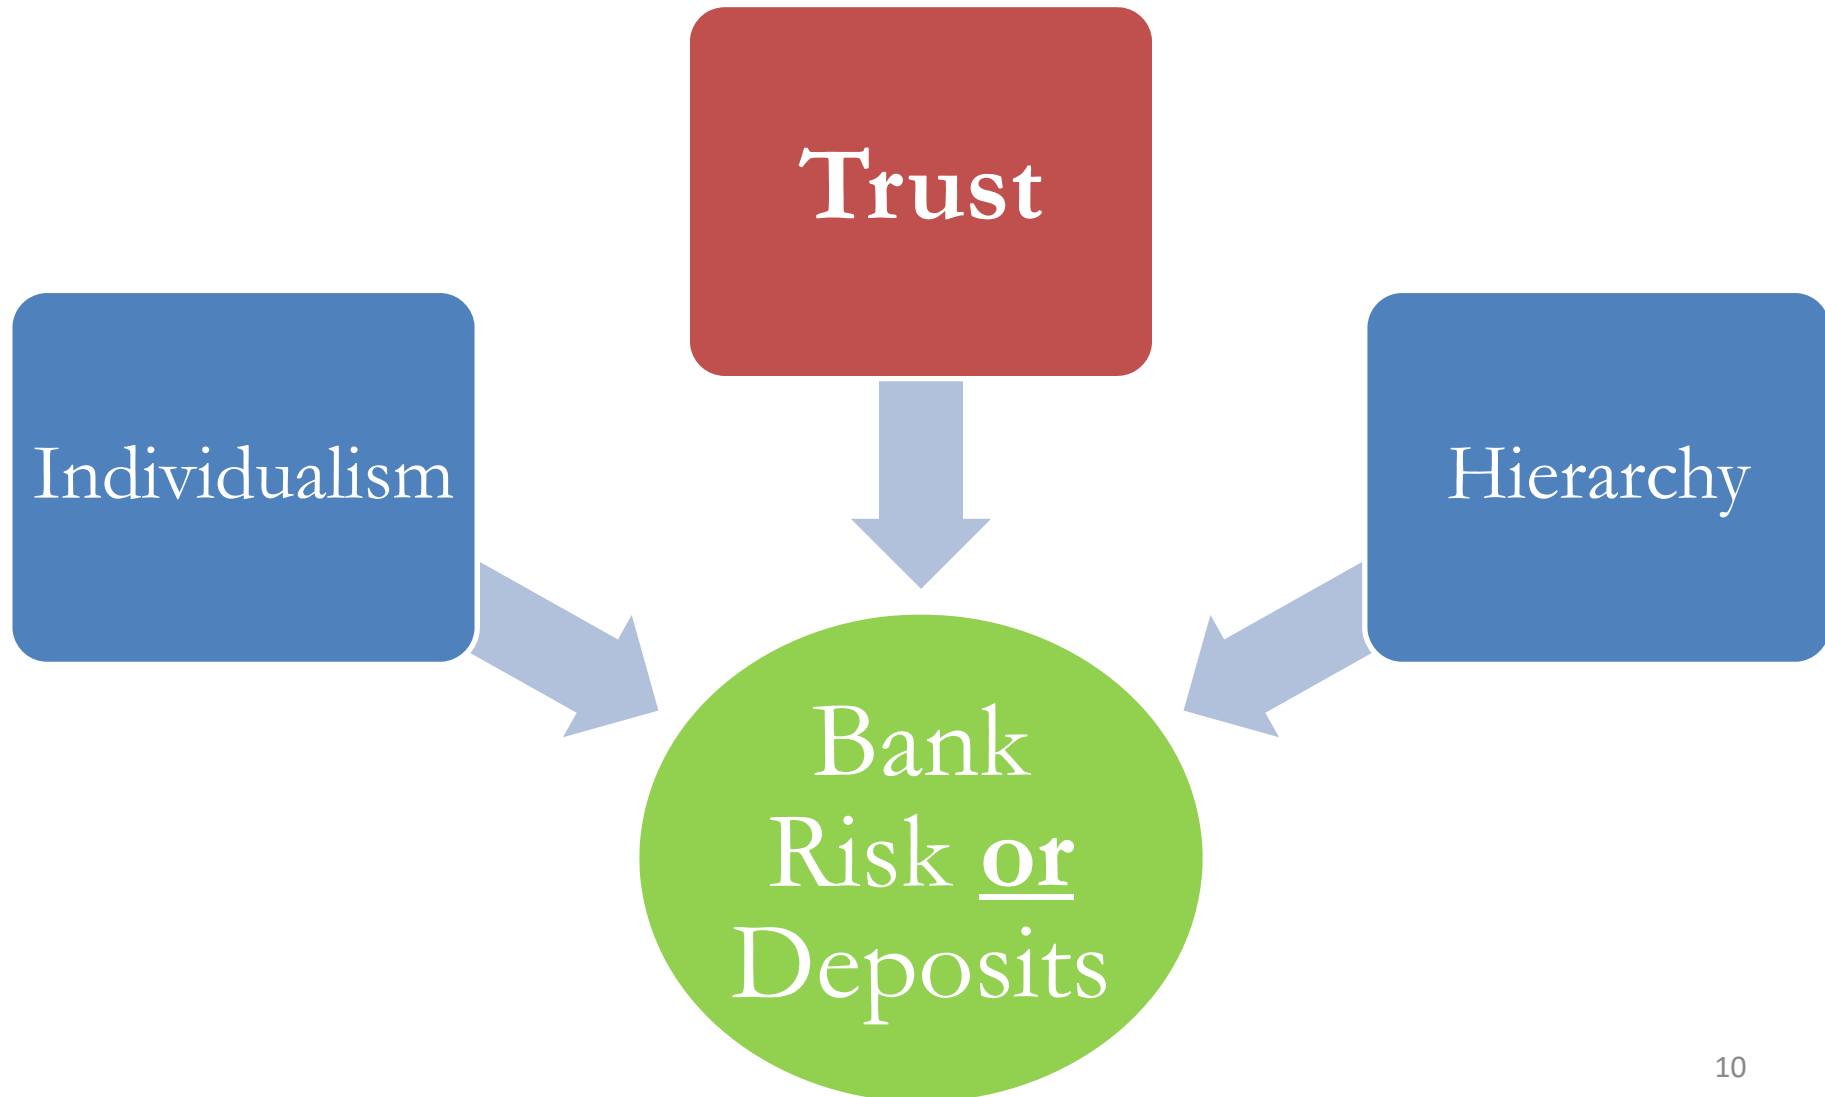 Trust
Individualism
Hierarchy
Bank
Risk or
Deposits
10